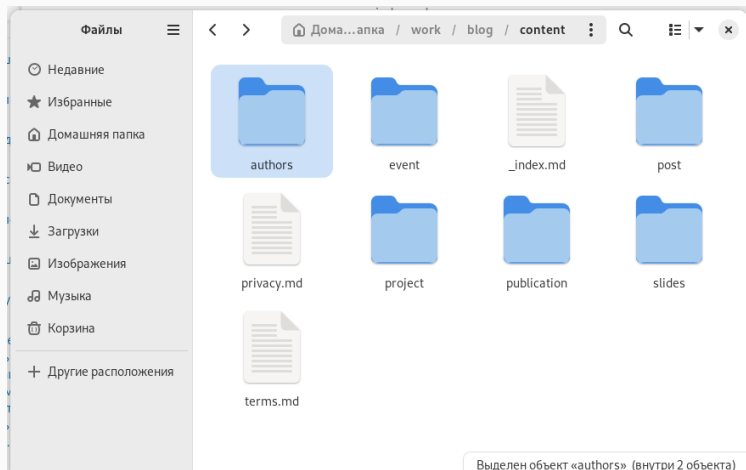 Файлы
Дома...апка / work / blog / content
Недавние
Избранные
Домашняя папка
Видео
Документы
Загрузки
Изображения
Музыка
Корзина
Другие расположения
authors
event
_index.md
post
privacy.md
project
publication
slides
terms.md
Выделен объект «authors» (внутри 2 объекта)